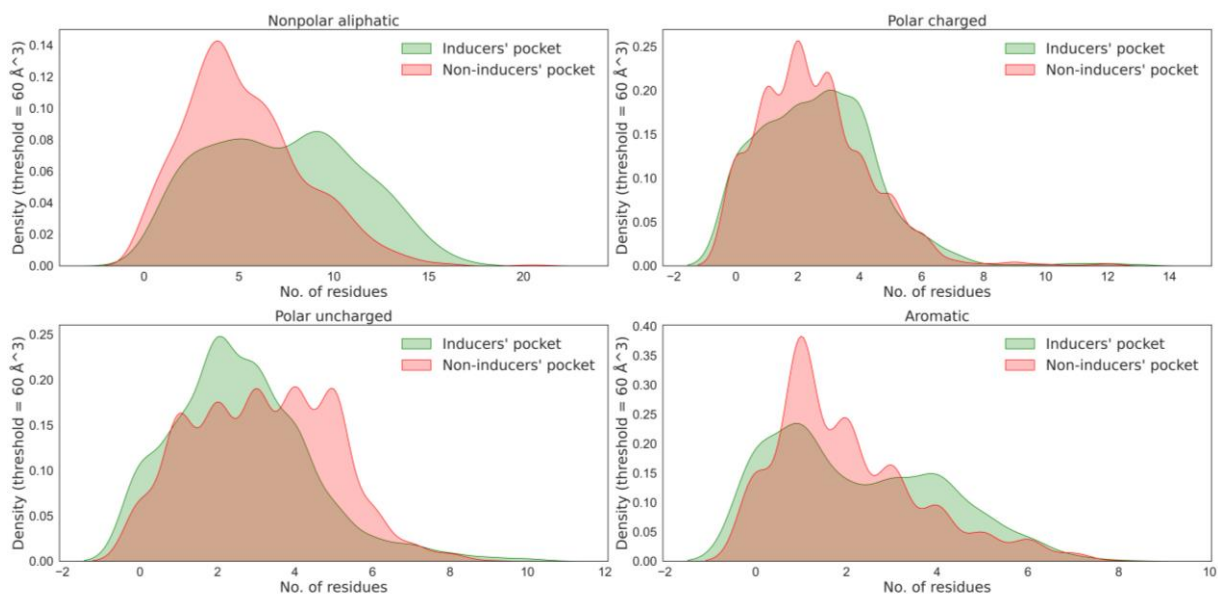 Nonpolar aliphatic
Density (threshold = 60 Å^3)
0.14
0.12
0.10
0.08
0.06
0.04
0.02
0.00
Inducers' pocket
Non-inducers' pocket
0 5 10 15 20
No. of residues
Polar charged
Density (threshold = 60 Å^3)
0.25
0.20
0.15
0.10
0.05
0.00
Inducers' pocket
Non-inducers' pocket
−2 0 2 4 6 8 10 12 14
No. of residues
Polar uncharged
Density (threshold = 60 Å^3)
0.25
0.20
0.15
0.10
0.05
0.00
Inducers' pocket
Non-inducers' pocket
−2 0 2 4 6 8 10 12
No. of residues
Aromatic
Density (threshold = 60 Å^3)
0.40
0.35
0.30
0.25
0.20
0.15
0.10
0.05
0.00
Inducers' pocket
Non-inducers' pocket
−2 0 2 4 6 8 10
No. of residues